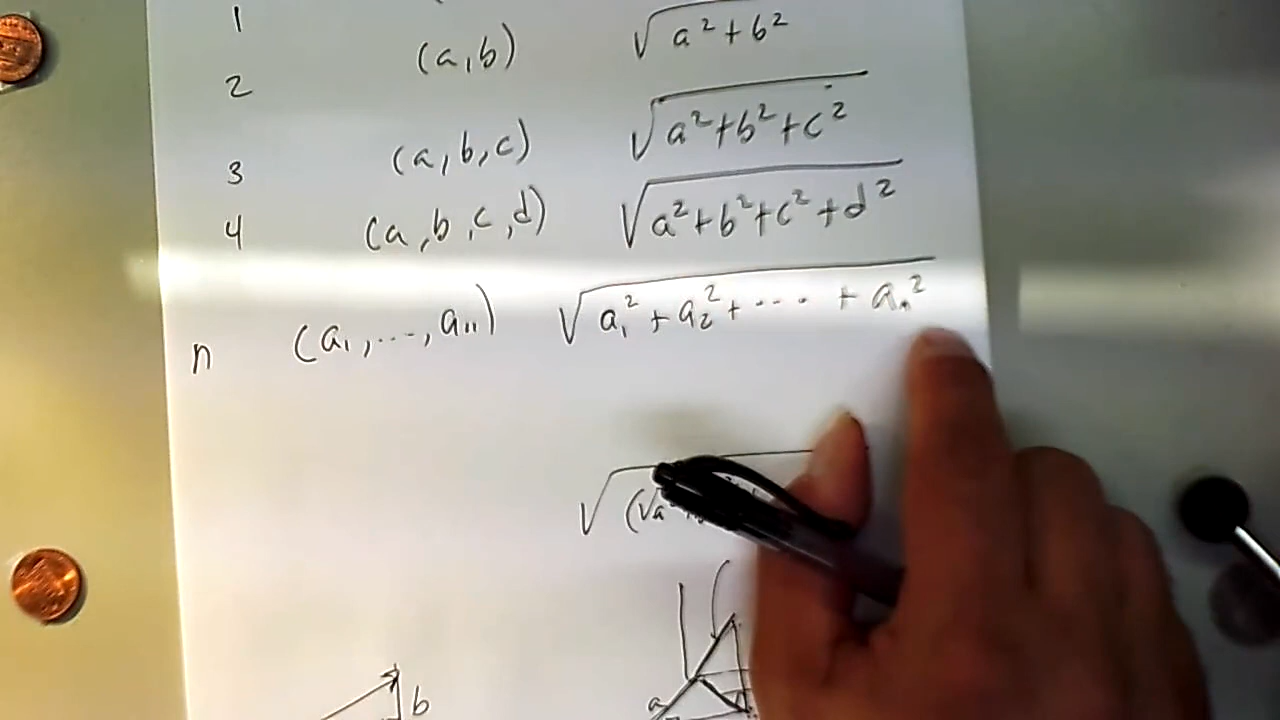 1
(a,b) √a²+b²
2
(a,b,c) √a²+b²+c²
3
4 (a,b,c,d) √a²+b²+c²+d²
n (a₁,...,aₙ) √a₁²+a₂²+....+aₙ²
√(√a
b
a